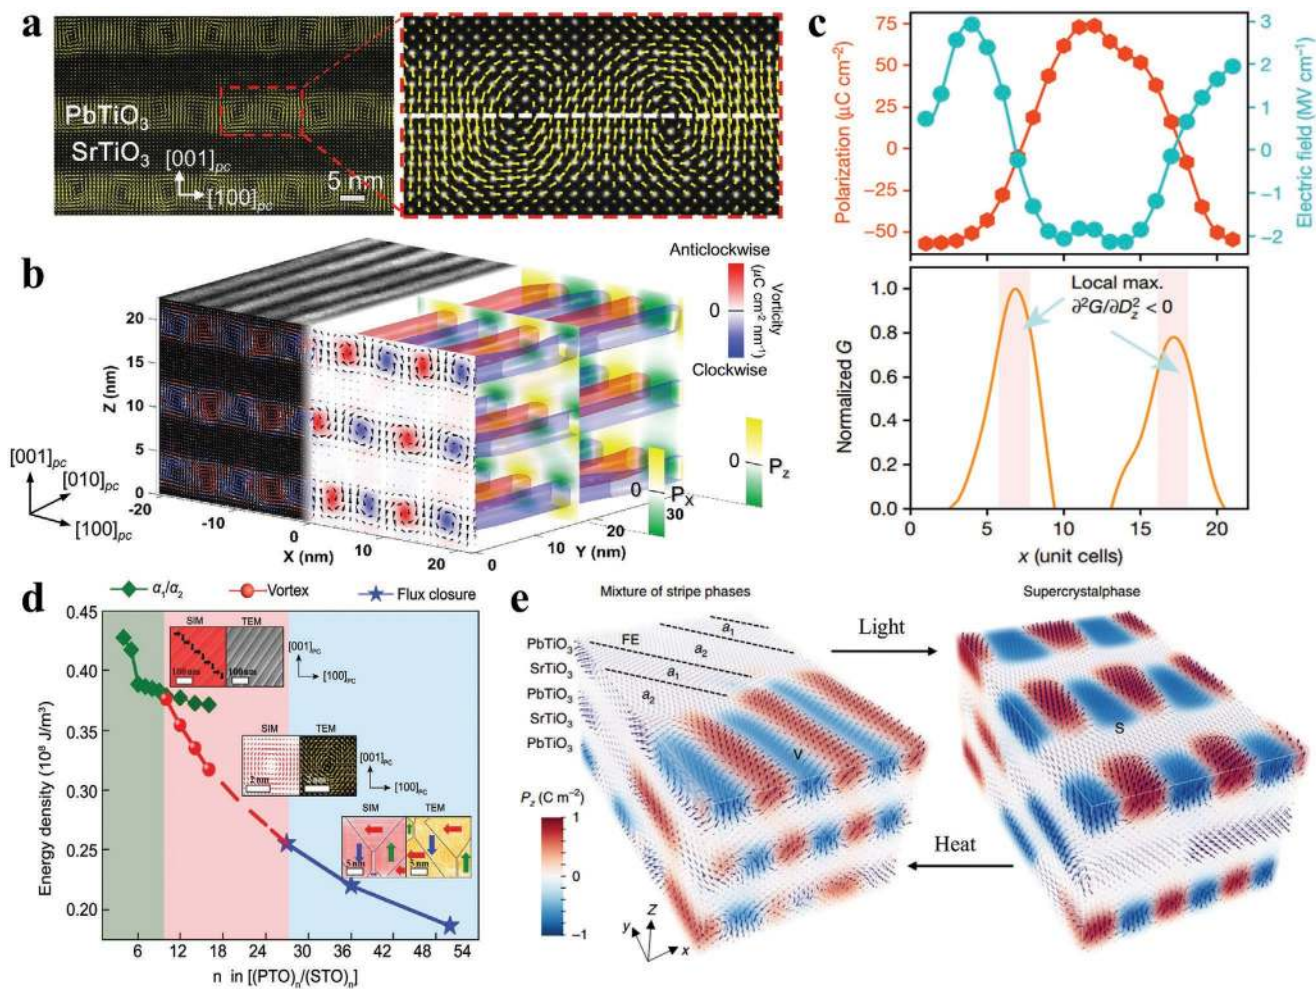 a
PbTiO3
SrTiO3
[001]pc
[100]pc
5 nm
b
Anticlockwise
0
Vorticity
(μC cm⁻² nm⁻¹)
Clockwise
Z (nm)
20
15
10
5
0
-20
-10
0
10
20
X (nm)
0
10
20
30
Y (nm)
0
Px
0
Pz
[001]pc
[010]pc
[100]pc
c
Polarization (μC cm⁻²)
75
50
25
0
−25
−50
Electric field (MV cm⁻¹)
3
2
1
0
−1
−2
Local max.
∂²G/∂D_z² < 0
Normalized G
1.0
0.8
0.6
0.4
0.2
0
0
5
10
15
20
x (unit cells)
d
α1/α2
Vortex
Flux closure
Energy density (10⁸ J/m³)
0.45
0.40
0.35
0.30
0.25
0.20
SIM
TEM
100nm
100nm
[001]PC
[100]PC
SIM
TEM
2 nm
[001]PC
[100]PC
SIM
TEM
5 nm
5 nm
6
12
18
24
30
36
42
48
54
n in [(PTO)n/(STO)n]
e
Mixture of stripe phases
Supercrystalphase
PbTiO3
SrTiO3
PbTiO3
SrTiO3
PbTiO3
FE
a1
a2
a1
a2
V
Light
Heat
S
Pz (C m⁻²)
1
0
−1
Z
y
x